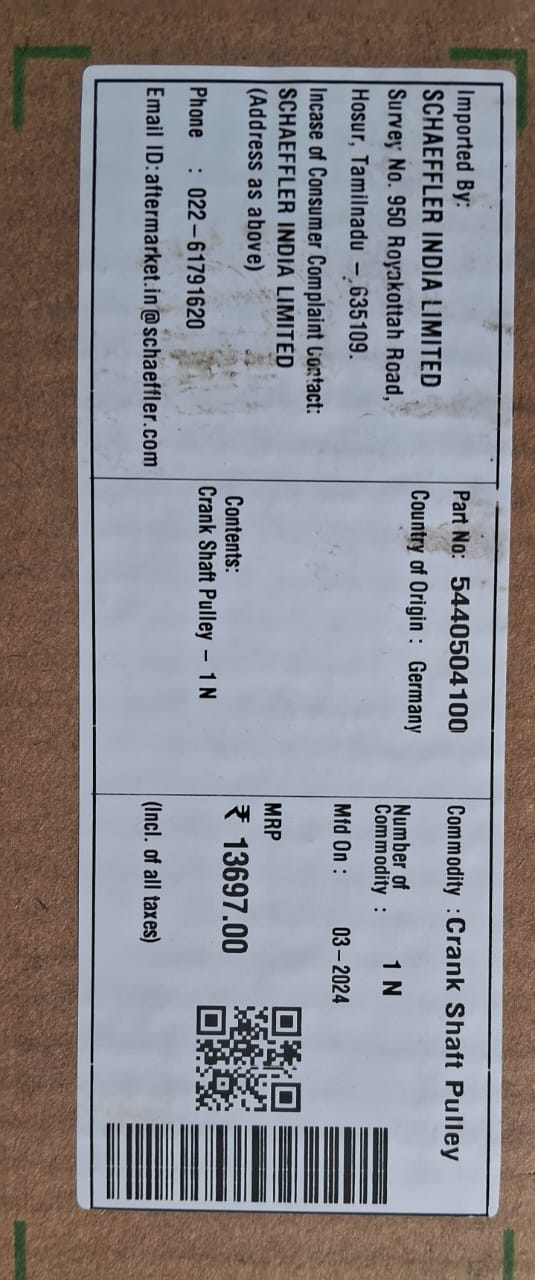 Imported By:
SCHAEFFLER INDIA LIMITED
Survey No. 950 Royakottah Road,
Hosur, Tamilnadu – 635109.
Incase of Consumer Complaint Contact:
SCHAEFFLER INDIA LIMITED
(Address as above)
Phone : 022–61791620
Email ID:aftermarket.in@schaeffler.com
Part No: 5440504100
Country of Origin : Germany
Contents:
Crank Shaft Pulley – 1 N
Commodity : Crank Shaft Pulley
Number of
Commodity : 1 N
Mfd On : 03–2024
MRP
₹ 13697.00
(Incl. of all taxes)